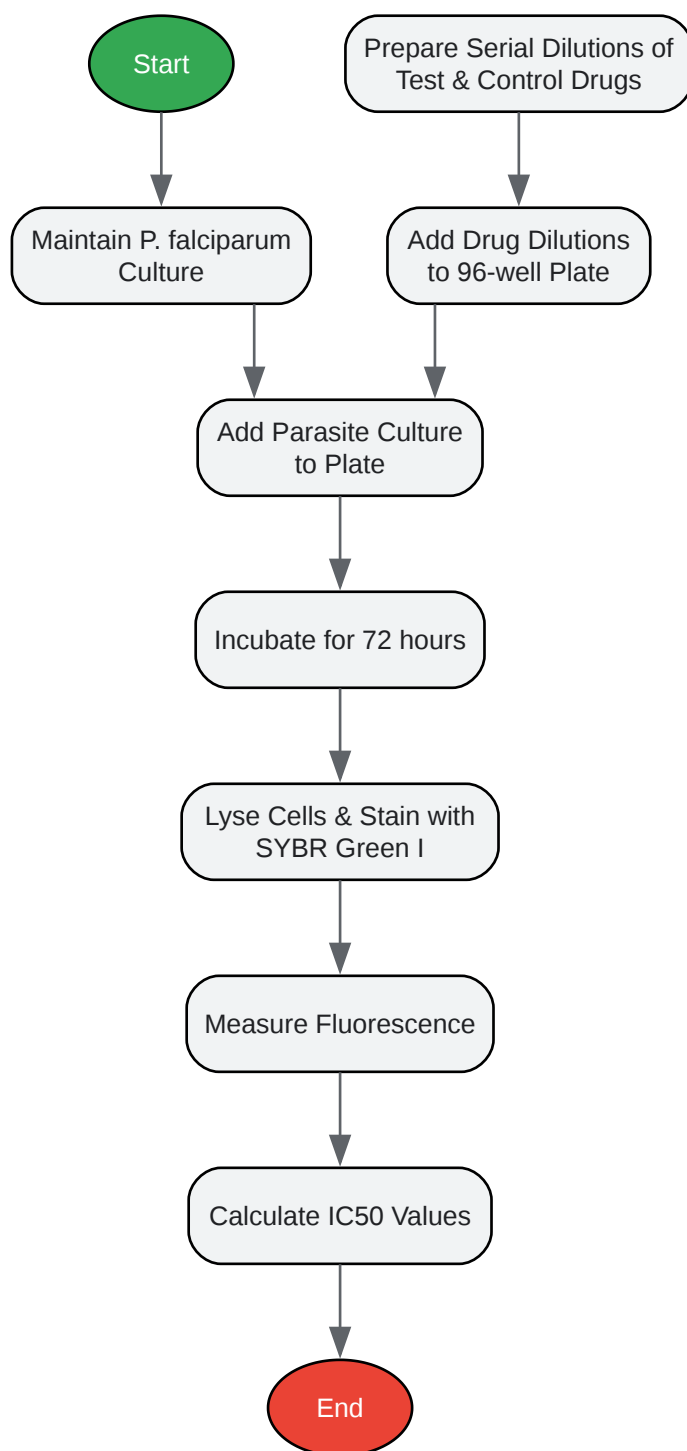 Start
Prepare Serial Dilutions of
Test & Control Drugs
Maintain P. falciparum
Culture
Add Drug Dilutions
to 96-well Plate
Add Parasite Culture
to Plate
Incubate for 72 hours
Lyse Cells & Stain with
SYBR Green I
Measure Fluorescence
Calculate IC50 Values
End